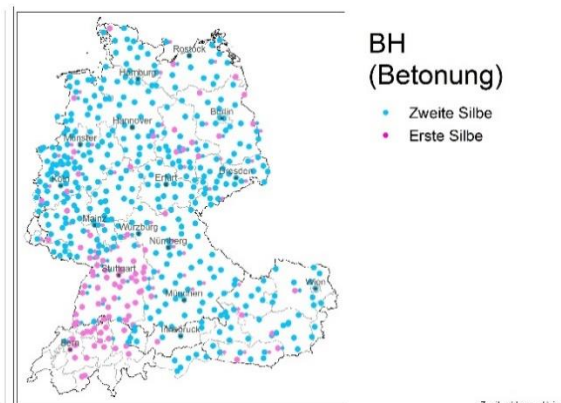 BH
(Betonung)
Zweite Silbe
Erste Silbe
Rostock
Hamburg
Berlin
Hannover
Münster
Köln
Erfurt
Dresden
Mainz
Würzburg
Nürnberg
Stuttgart
Wien
München
Innsbruck
Bern